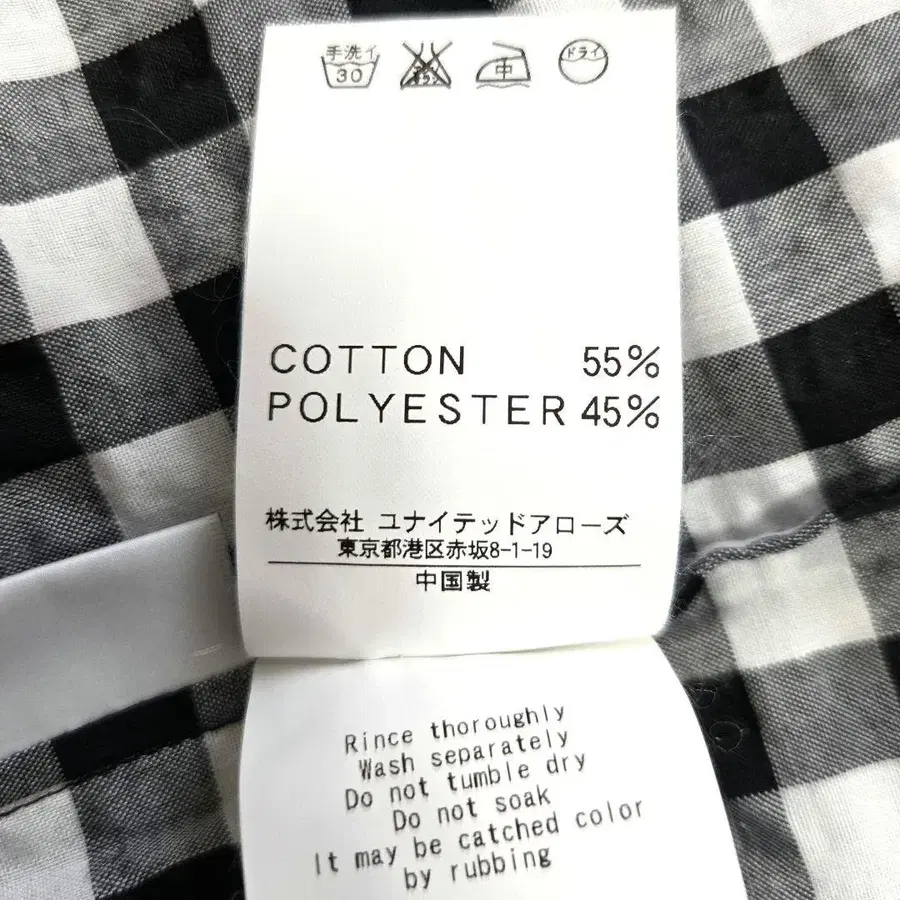 手洗イ 中 ドライ
30
COTTON 55%
POLYESTER 45%
株式会社 ユナイテッドアローズ
東京都港区赤坂8-1-19
中国製
Rince thoroughly
Wash separately
Do not tumble dry
Do not soak
It may be catched color
by rubbing